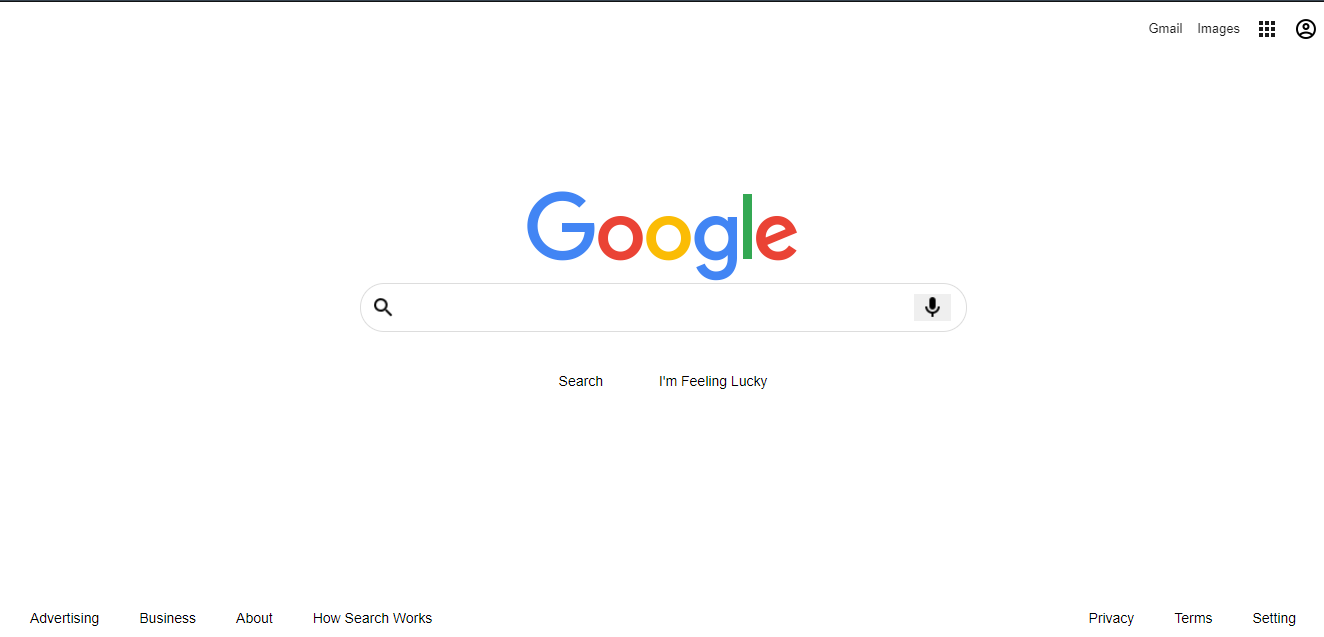 Gmail Images
Google
Search I'm Feeling Lucky
Advertising Business About How Search Works Privacy Terms Setting